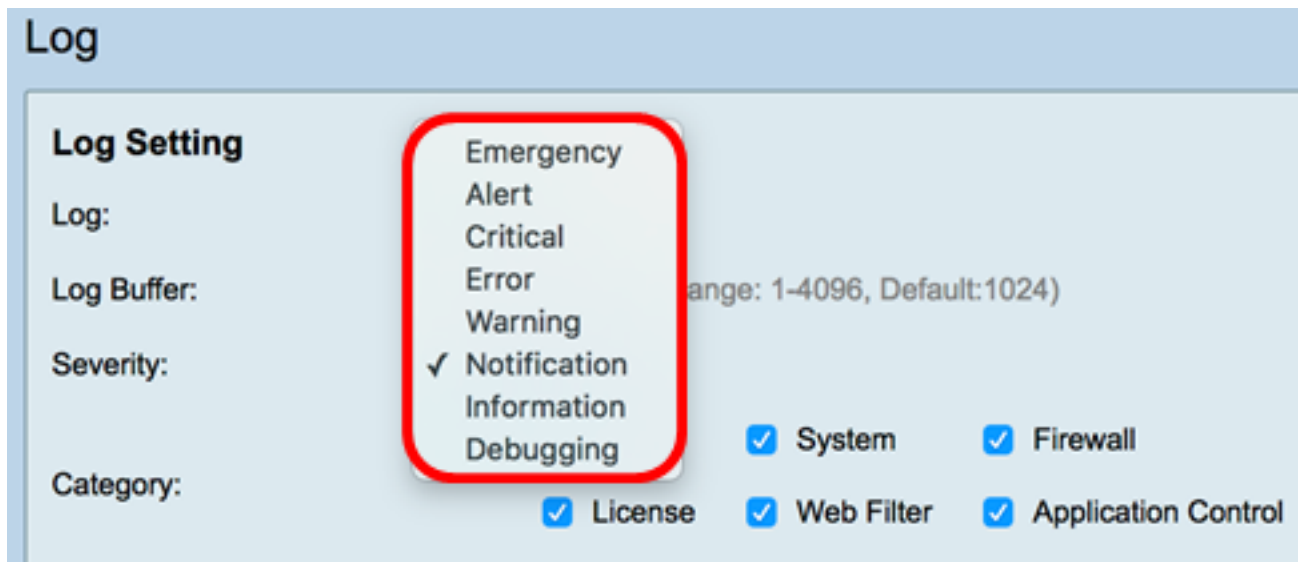 Log
Log Setting
Emergency
Alert
Log:
Critical
Log Buffer:
Error
ange: 1-4096, Default:1024)
Warning
Severity:
✓ Notification
Information
Debugging
Category:
System
Firewall
License
Web Filter
Application Control